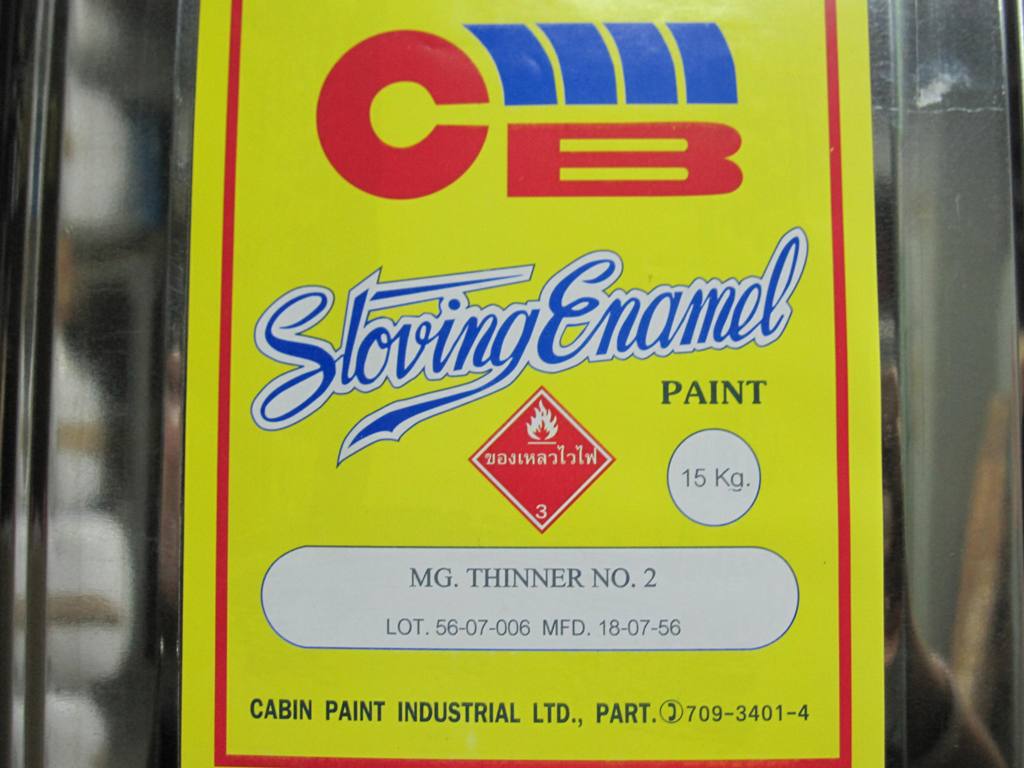 CB
Stoving Enamel
PAINT
ของเหลวไวไฟ
3
15 Kg.
MG. THINNER NO. 2
LOT. 56-07-006 MFD. 18-07-56
CABIN PAINT INDUSTRIAL LTD., PART. 709-3401-4